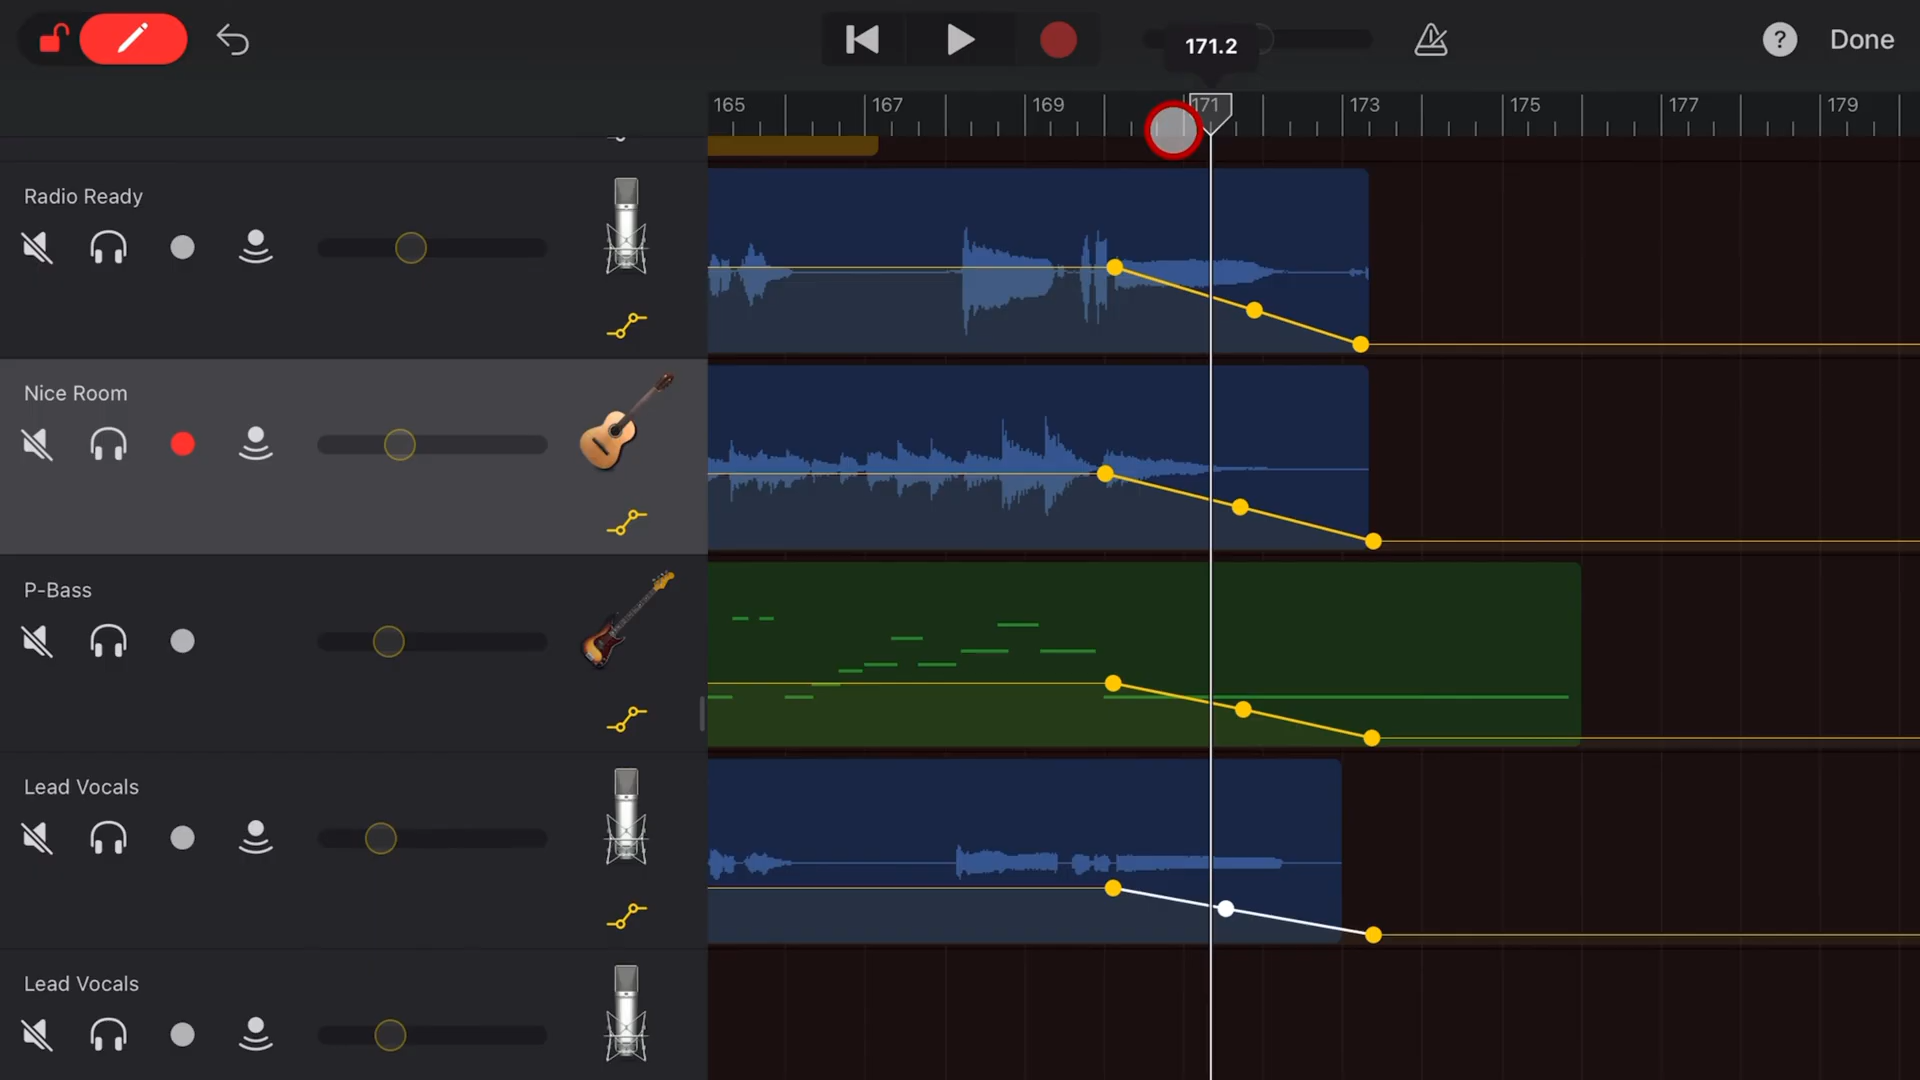 171.2
?
Done
165 167 169 171 173 175 177 179
Radio Ready
Nice Room
P-Bass
Lead Vocals
Lead Vocals